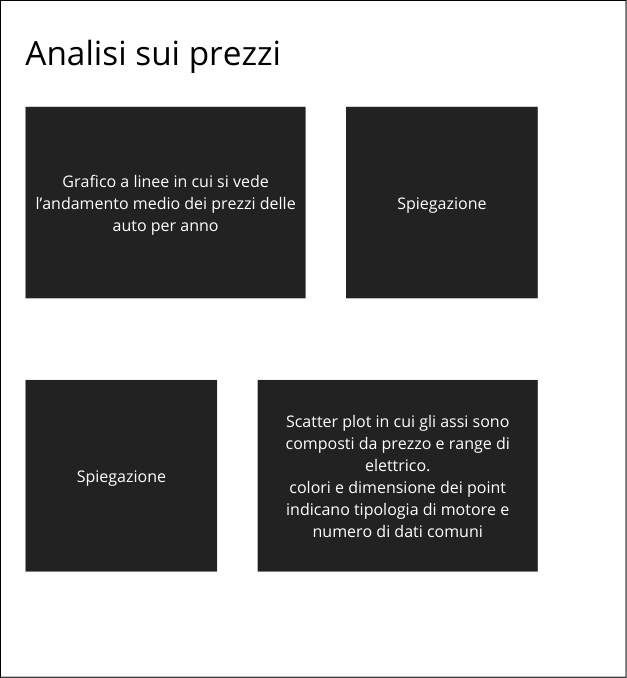 Analisi sui prezzi
Grafico a linee in cui si vede
l’andamento medio dei prezzi delle
auto per anno
Spiegazione
Spiegazione
Scatter plot in cui gli assi sono
composti da prezzo e range di
elettrico.
colori e dimensione dei point
indicano tipologia di motore e
numero di dati comuni